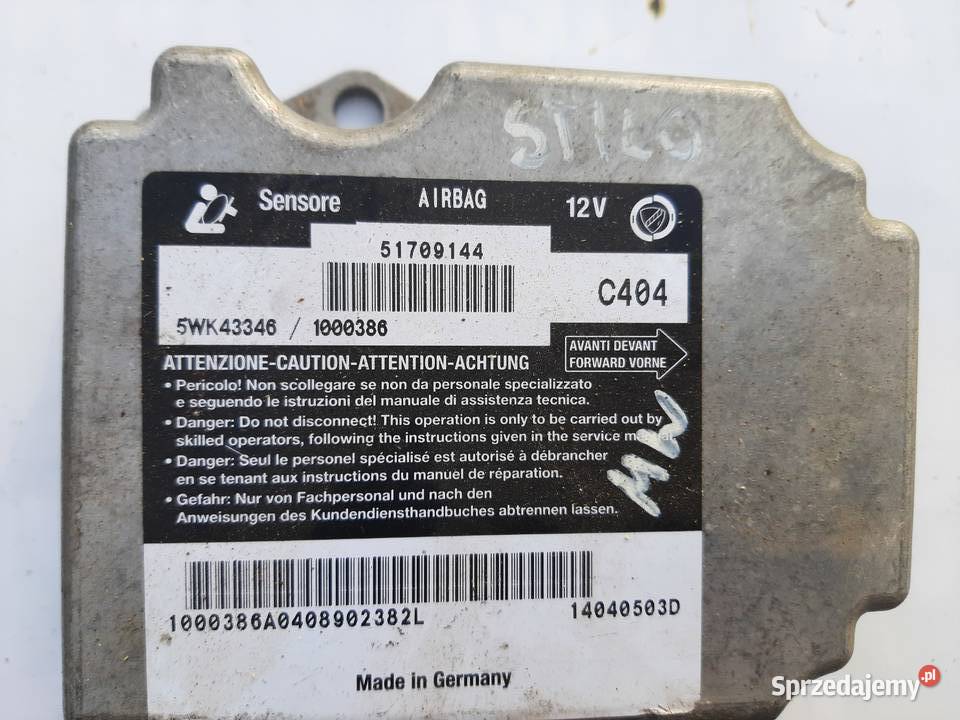 STILO
Sensore AIRBAG 12V
51709144
C404
5WK43346 / 1000386
ATTENZIONE-CAUTION-ATTENTION-ACHTUNG
AVANTI DEVANT
FORWARD VORNE
• Pericolo! Non scollegare se non da personale specializzato
e seguendo le istruzioni del manuale di assistenza tecnica.
• Danger: Do not disconnect! This operation is only to be carried out by
skilled operators, following the instructions given in the service manual.
• Danger: Seul le personel spécialisé est autorisé à débrancher
en se tenant aux instructions du manuel de réparation.
• Gefahr: Nur von Fachpersonal und nach den
Anweisungen des Kundendiensthandbuches abtrennen lassen.
MW
1000386A0408902382L 14040503D
Made in Germany
Sprzedajemy.pl